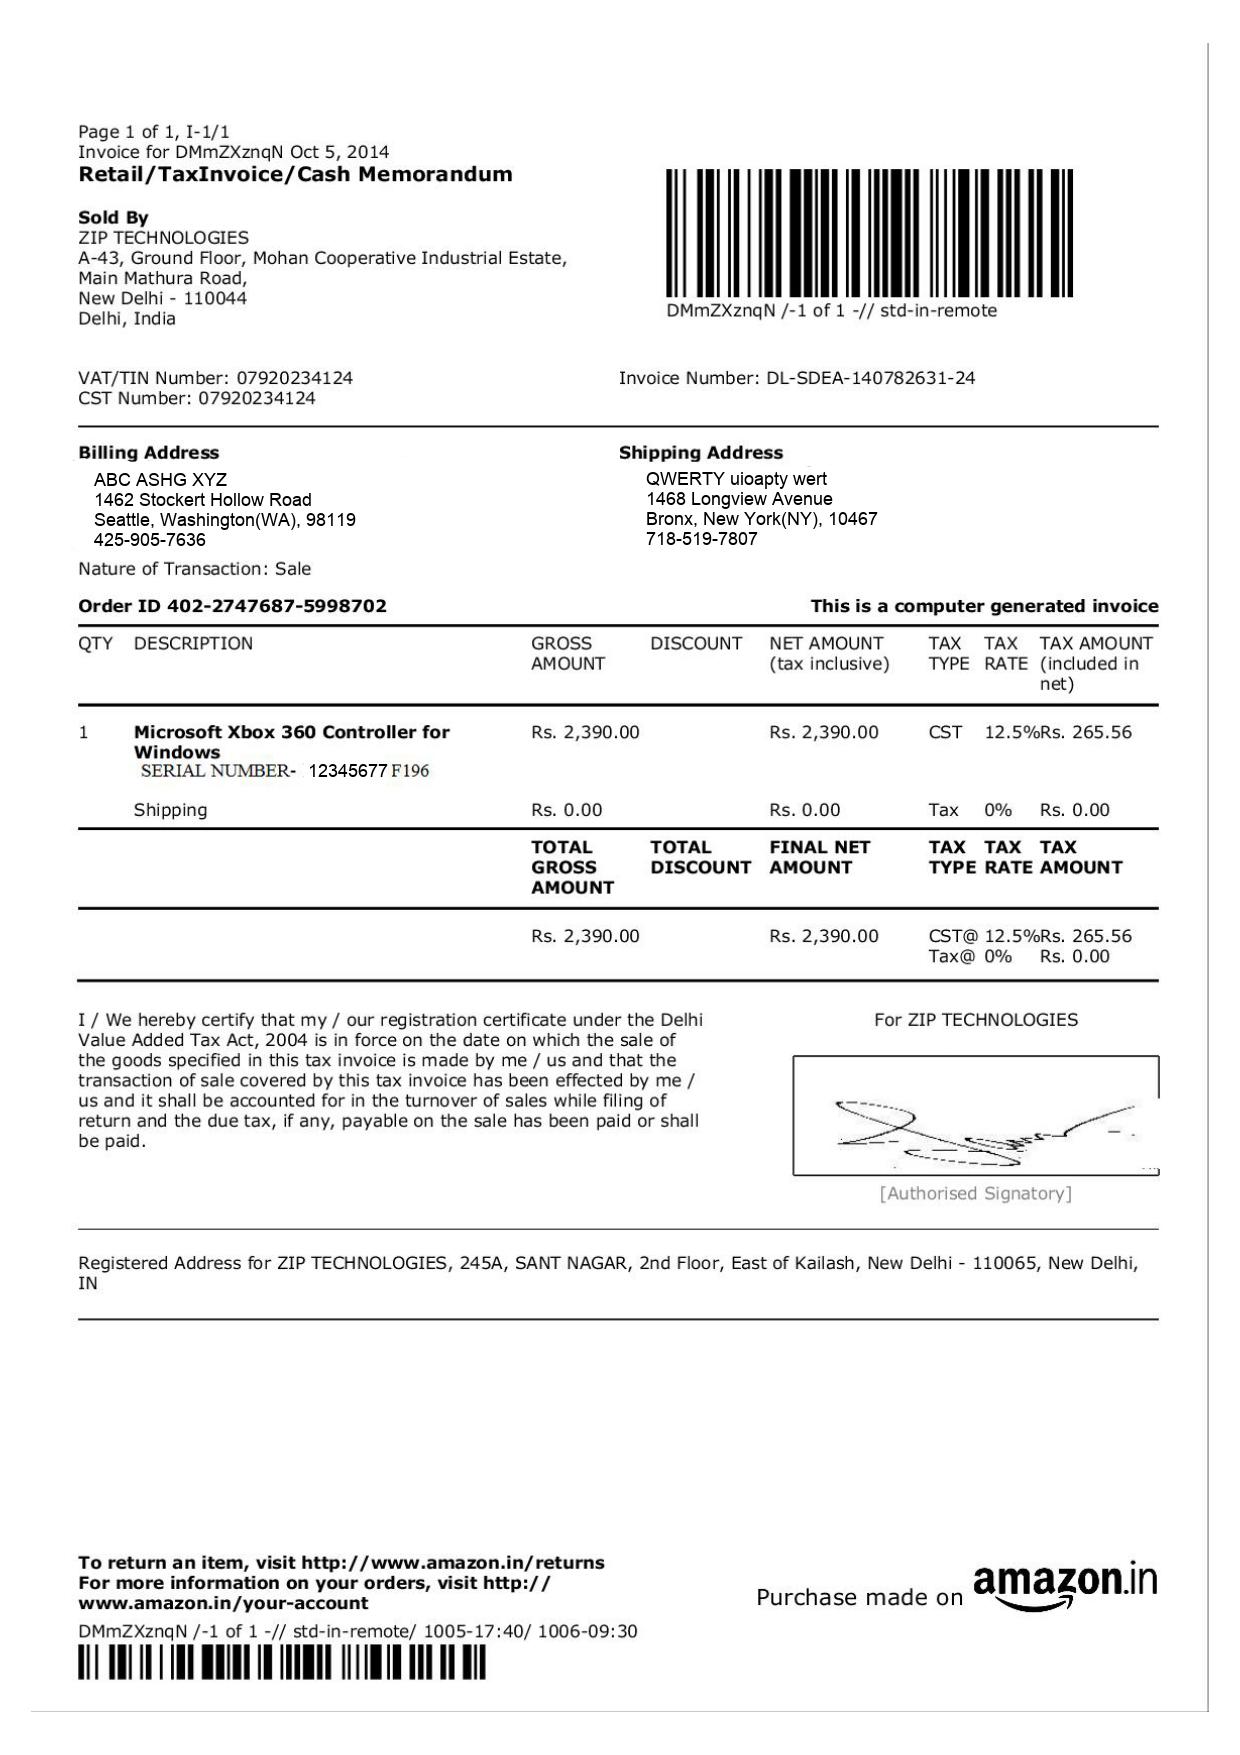 Page 1 of 1, I-1/1
Invoice for DMmZXznqN Oct 5, 2014
Retail/TaxInvoice/Cash Memorandum
Sold By
ZIP TECHNOLOGIES
A-43, Ground Floor, Mohan Cooperative Industrial Estate,
Main Mathura Road,
New Delhi - 110044
Delhi, India
DMmZXznqN /-1 of 1 -// std-in-remote
VAT/TIN Number: 07920234124
CST Number: 07920234124
Invoice Number: DL-SDEA-140782631-24
Billing Address
ABC ASHG XYZ
1462 Stockert Hollow Road
Seattle, Washington(WA), 98119
425-905-7636
Shipping Address
QWERTY uioapty wert
1468 Longview Avenue
Bronx, New York(NY), 10467
718-519-7807
Nature of Transaction: Sale
Order ID 402-2747687-5998702 This is a computer generated invoice
QTY DESCRIPTION GROSS AMOUNT DISCOUNT NET AMOUNT (tax inclusive) TAX TYPE TAX RATE TAX AMOUNT (included in net)
1 Microsoft Xbox 360 Controller for Rs. 2,390.00 Rs. 2,390.00 CST 12.5% Rs. 265.56
Windows
SERIAL NUMBER- 12345677 F196
Shipping Rs. 0.00 Rs. 0.00 Tax 0% Rs. 0.00
TOTAL GROSS AMOUNT TOTAL DISCOUNT FINAL NET AMOUNT TAX TYPE TAX RATE TAX AMOUNT
Rs. 2,390.00 Rs. 2,390.00 CST@ 12.5% Rs. 265.56
Tax@ 0% Rs. 0.00
I / We hereby certify that my / our registration certificate under the Delhi
Value Added Tax Act, 2004 is in force on the date on which the sale of
the goods specified in this tax invoice is made by me / us and that the
transaction of sale covered by this tax invoice has been effected by me /
us and it shall be accounted for in the turnover of sales while filing of
return and the due tax, if any, payable on the sale has been paid or shall
be paid.
For ZIP TECHNOLOGIES
[Authorised Signatory]
Registered Address for ZIP TECHNOLOGIES, 245A, SANT NAGAR, 2nd Floor, East of Kailash, New Delhi - 110065, New Delhi,
IN
To return an item, visit http://www.amazon.in/returns
For more information on your orders, visit http://
www.amazon.in/your-account
Purchase made on amazon.in
DMmZXznqN /-1 of 1 -// std-in-remote/ 1005-17:40/ 1006-09:30